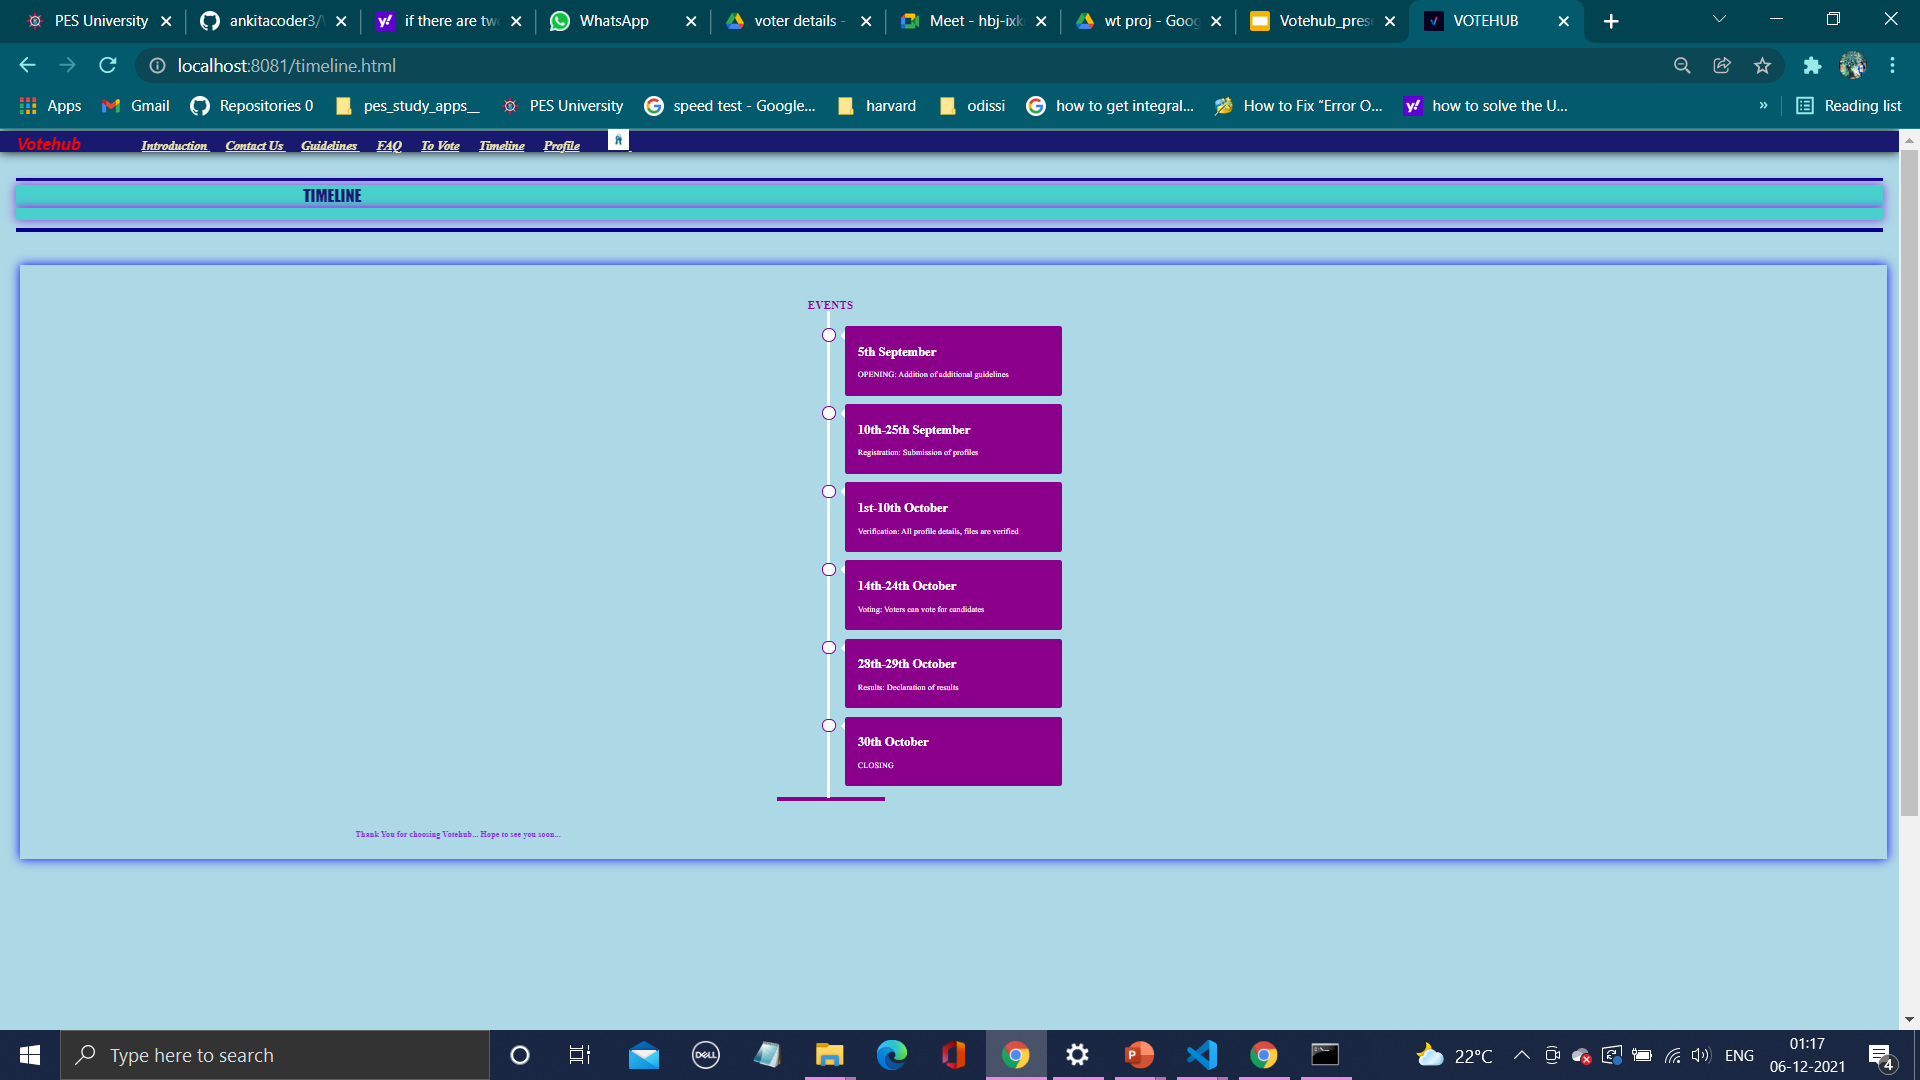 PES University
ankitacoder3/
if there are tw
WhatsApp
voter details -
Meet - hbj-ixk
wt proj - Goog
Votehub_prese
VOTEHUB
localhost:8081/timeline.html
Apps
Gmail
Repositories 0
pes_study_apps__
PES University
speed test - Google...
harvard
odissi
how to get integral...
How to Fix “Error O...
how to solve the U...
»
Reading list
Votehub
Introduction
Contact Us
Guidelines
FAQ
To Vote
Timeline
Profile
TIMELINE
EVENTS
5th September
OPENING: Addition of additional guidelines
10th-25th September
Registration: Submission of profiles
1st-10th October
Verification: All profile details, files are verified
14th-24th October
Voting: Voters can vote for candidates
28th-29th October
Results: Declaration of results
30th October
CLOSING
Thank You for choosing Votehub... Hope to see you soon...
Type here to search
DELL
22°C
ENG
01:17
06-12-2021
4